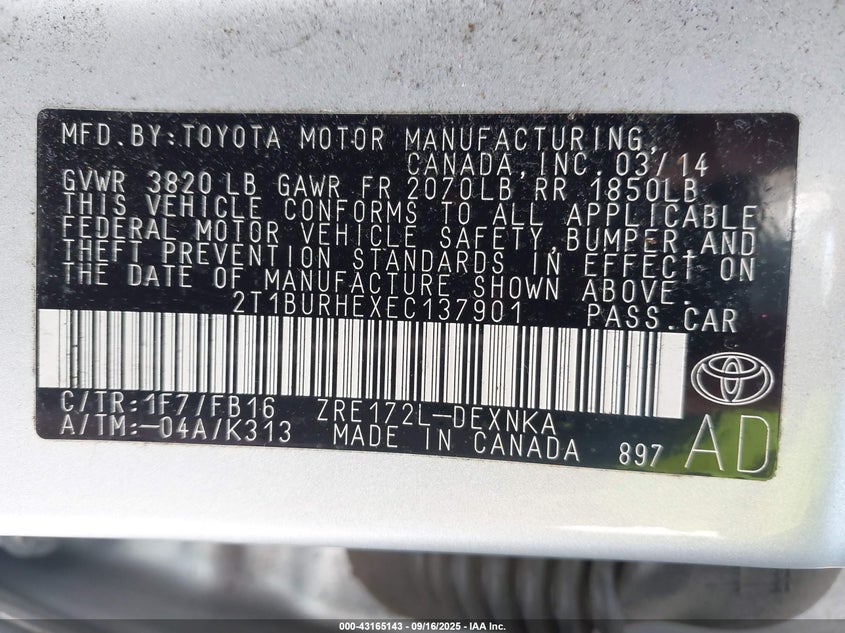 MFD.BY:TOYOTA MOTOR MANUFACTURING,
CANADA,INC. 03/14
GVWR 3820 LB GAWR FR 2070LB RR 1850LB
THIS VEHICLE CONFORMS TO ALL APPLICABLE
FEDERAL MOTOR VEHICLE SAFETY,BUMPER,AND
THEFT PREVENTION STANDARDS IN EFFECT ON
THE DATE OF MANUFACTURE SHOWN ABOVE.
2T1BURHEXEC137901 PASS.CAR
C/TR:1F7/FB16 ZRE172L-DEXNKA
A/TM:-04A/K313 MADE IN CANADA 897 AD
000-43165143 - 09/16/2025 - IAA Inc.